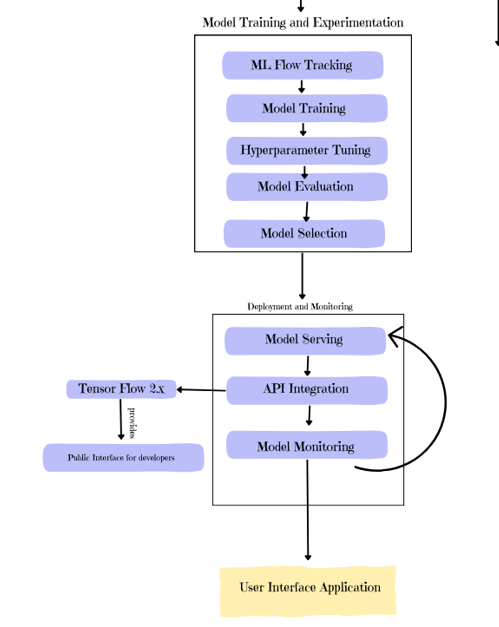 Model Training and Experimentation
ML Flow Tracking
Model Training
Hyperparameter Tuning
Model Evaluation
Model Selection
Deployment and Monitoring
Model Serving
API Integration
Tensor Flow 2.x
provides
Public Interface for developers
Model Monitoring
User Interface Application